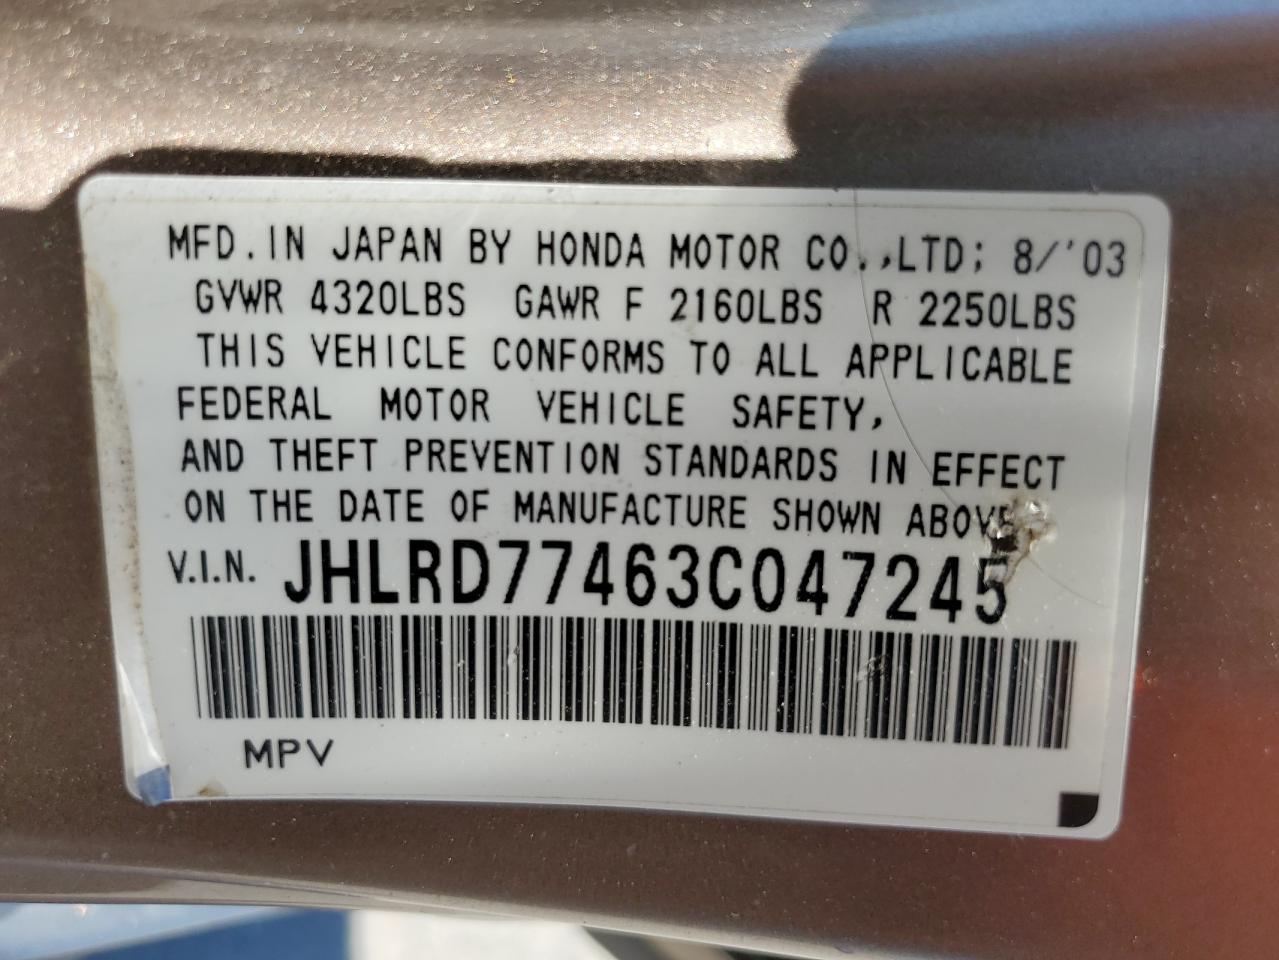 MFD. IN JAPAN BY HONDA MOTOR CO.,LTD; 8/'03
GVWR 4320LBS GAWR F 2160LBS R 2250LBS
THIS VEHICLE CONFORMS TO ALL APPLICABLE
FEDERAL MOTOR VEHICLE SAFETY,
AND THEFT PREVENTION STANDARDS IN EFFECT
ON THE DATE OF MANUFACTURE SHOWN ABOVE
V.I.N. JHLRD77463C047245
MPV